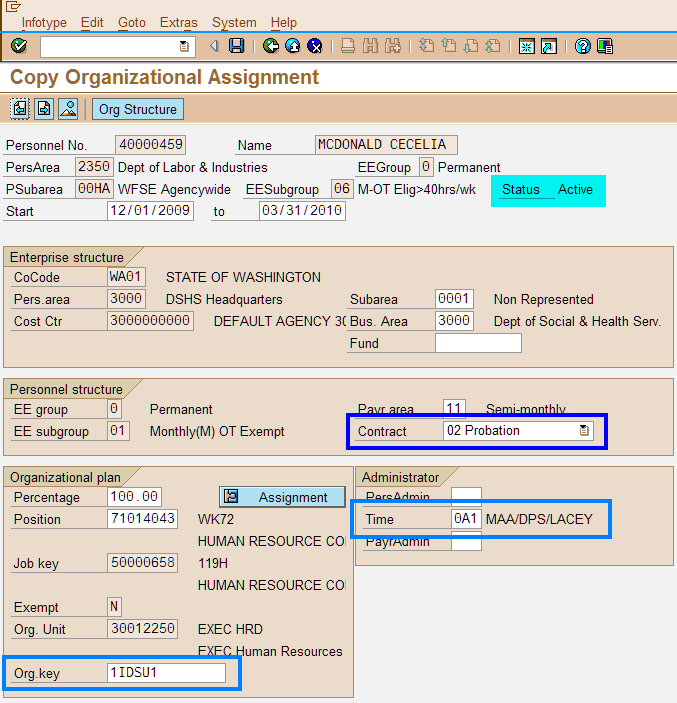 Infotype Edit Goto Extras System Help
Copy Organizational Assignment
Org Structure
Personnel No. 40000459 Name MCDONALD CECELIA
PersArea 2350 Dept of Labor & Industries EEGroup 0 Permanent
PSubarea 00HA WFSE Agencywide EESubgroup 06 M-OT Elig>40hrs/wk Status Active
Start 12/01/2009 to 03/31/2010
Enterprise structure
CoCode WA01 STATE OF WASHINGTON
Pers.area 3000 DSHS Headquarters Subarea 0001 Non Represented
Cost Ctr 3000000000 DEFAULT AGENCY 30 Bus. Area 3000 Dept of Social & Health Serv.
Fund
Personnel structure
EE group 0 Permanent Payr.area 11 Semi-monthly
EE subgroup 01 Monthly(M) OT Exempt Contract 02 Probation
Organizational plan Administrator
Percentage 100.00 Assignment PersAdmin
Position 71014043 WK72 Time 0A1 MAA/DPS/LACEY
HUMAN RESOURCE CO PayrAdmin
Job key 50000658 119H
HUMAN RESOURCE CO
Exempt N
Org. Unit 30012250 EXEC HRD
EXEC Human Resources
Org.key 1IDSU1